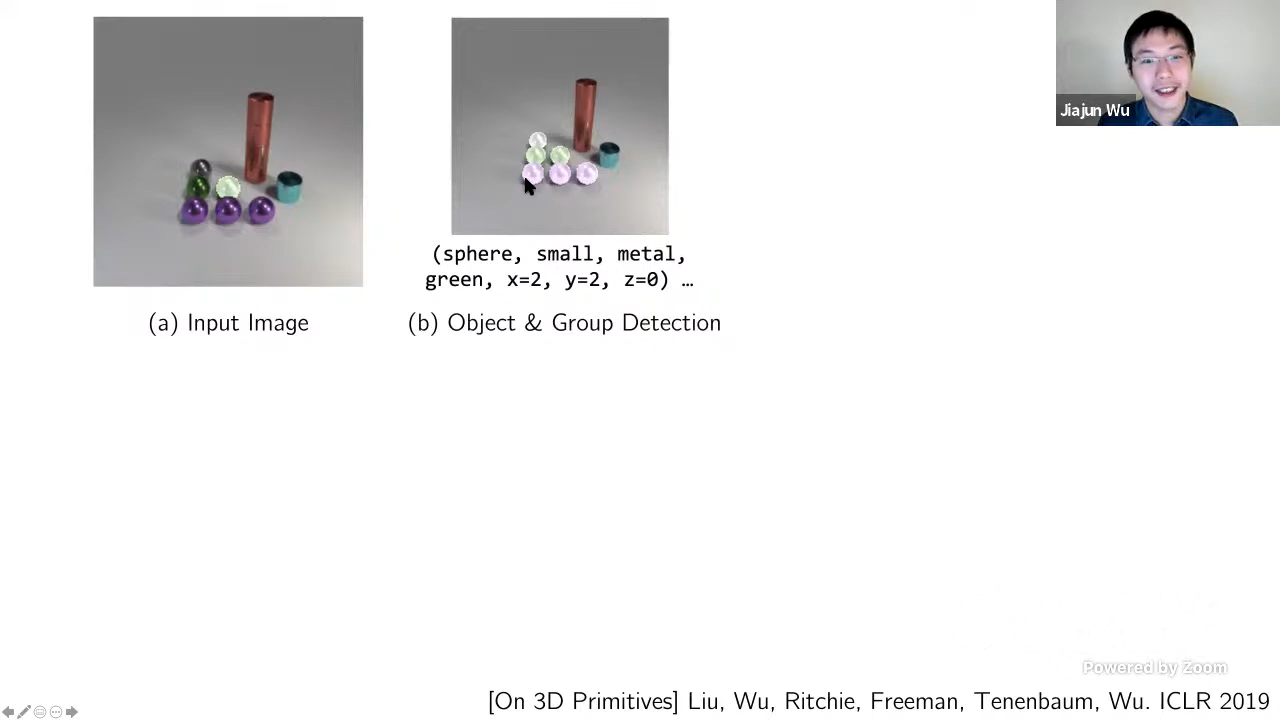 Jiajun Wu
(sphere, small, metal,
green, x=2, y=2, z=0) …
(a) Input Image
(b) Object & Group Detection
Powered by Zoom
[On 3D Primitives] Liu, Wu, Ritchie, Freeman, Tenenbaum, Wu. ICLR 2019